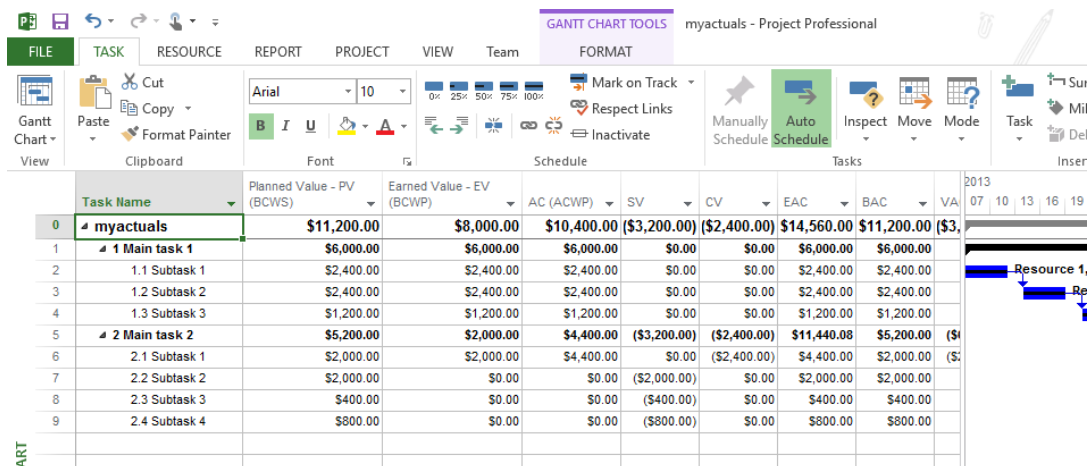 GANTT CHART TOOLS myactuals - Project Professional
FILE TASK RESOURCE REPORT PROJECT VIEW Team FORMAT
Gantt Chart
View
Paste
Cut
Copy
Format Painter
Clipboard
Arial 10
B I U A
Font
0% 25% 50% 75% 100%
Mark on Track
Respect Links
Inactivate
Schedule
Manually Schedule
Auto Schedule
Inspect
Move
Mode
Tasks
Task
Task Name Planned Value - PV (BCWS) Earned Value - EV (BCWP) AC (ACWP) SV CV EAC BAC
2013
07 10 13 16 19
0 myactuals $11,200.00 $8,000.00 $10,400.00 ($3,200.00) ($2,400.00) $14,560.00 $11,200.00 ($3,
1 1 Main task 1 $6,000.00 $6,000.00 $6,000.00 $0.00 $0.00 $6,000.00 $6,000.00
2 1.1 Subtask 1 $2,400.00 $2,400.00 $2,400.00 $0.00 $0.00 $2,400.00 $2,400.00 Resource 1,
3 1.2 Subtask 2 $2,400.00 $2,400.00 $2,400.00 $0.00 $0.00 $2,400.00 $2,400.00 Re
4 1.3 Subtask 3 $1,200.00 $1,200.00 $1,200.00 $0.00 $0.00 $1,200.00 $1,200.00
5 2 Main task 2 $5,200.00 $2,000.00 $4,400.00 ($3,200.00) ($2,400.00) $11,440.08 $5,200.00
6 2.1 Subtask 1 $2,000.00 $2,000.00 $4,400.00 $0.00 ($2,400.00) $4,400.00 $2,000.00
7 2.2 Subtask 2 $2,000.00 $0.00 $0.00 ($2,000.00) $0.00 $2,000.00 $2,000.00
8 2.3 Subtask 3 $400.00 $0.00 $0.00 ($400.00) $0.00 $400.00 $400.00
9 2.4 Subtask 4 $800.00 $0.00 $0.00 ($800.00) $0.00 $800.00 $800.00